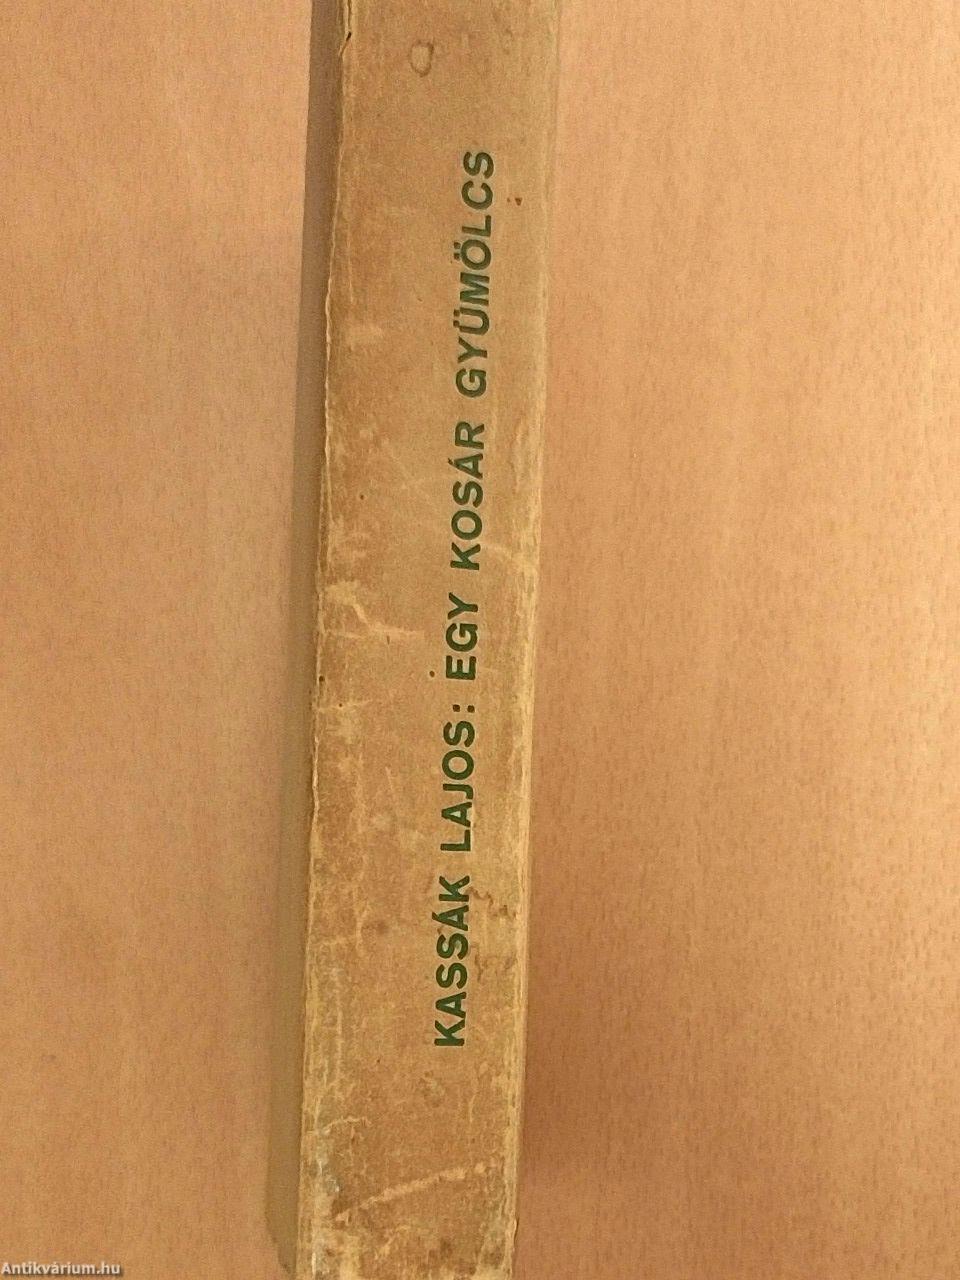 KASSÁK LAJOS: EGY KOSÁR GYÜMÖLCS
Antikvárium.hu